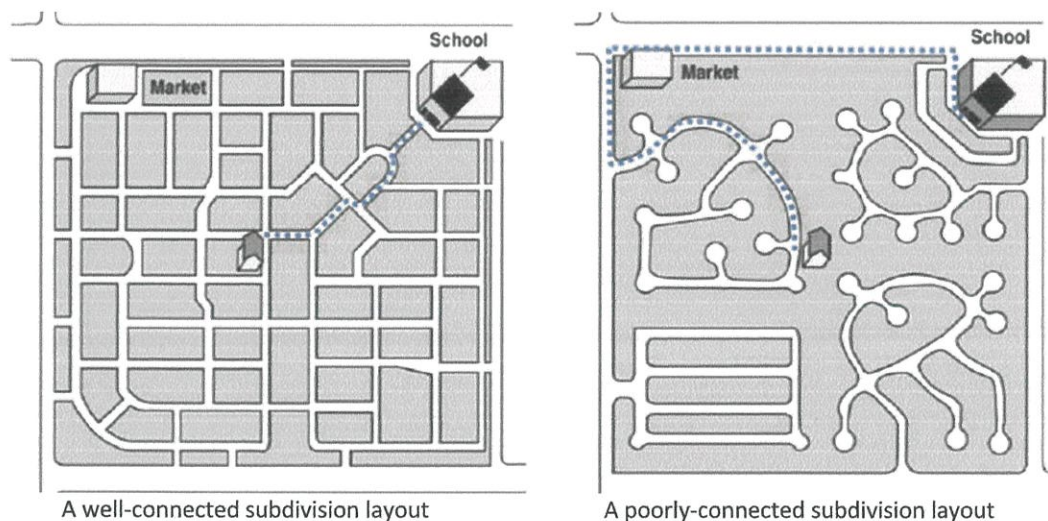 School
Market
School
Market
A well-connected subdivision layout
A poorly-connected subdivision layout